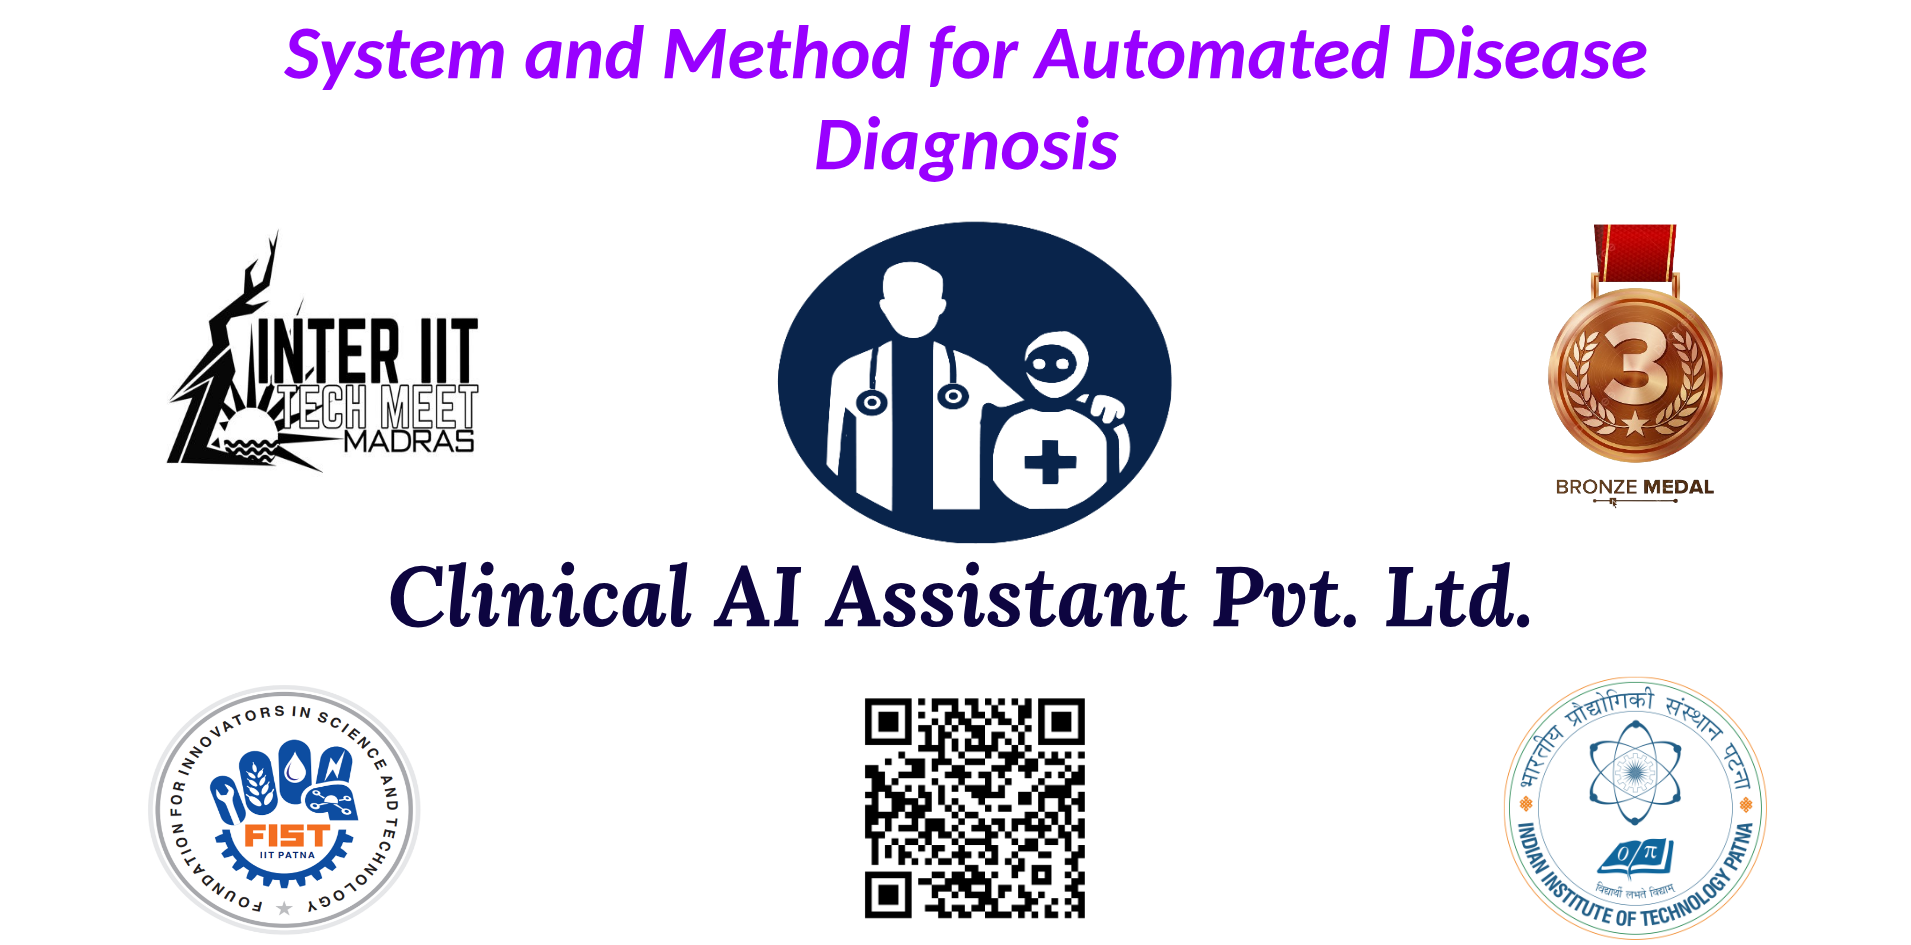 System and Method for Automated Disease
Diagnosis
INTER IIT
TECH MEET
MADRAS
3
BRONZE MEDAL
Clinical AI Assistant Pvt. Ltd.
FOUNDATION FOR INNOVATORS IN SCIENCE AND TECHNOLOGY
FIST
IIT PATNA
भारतीय प्रौद्योगिकी संस्थान पटना
0/π
विद्यार्थी लभते विद्याम्
INDIAN INSTITUTE OF TECHNOLOGY PATNA